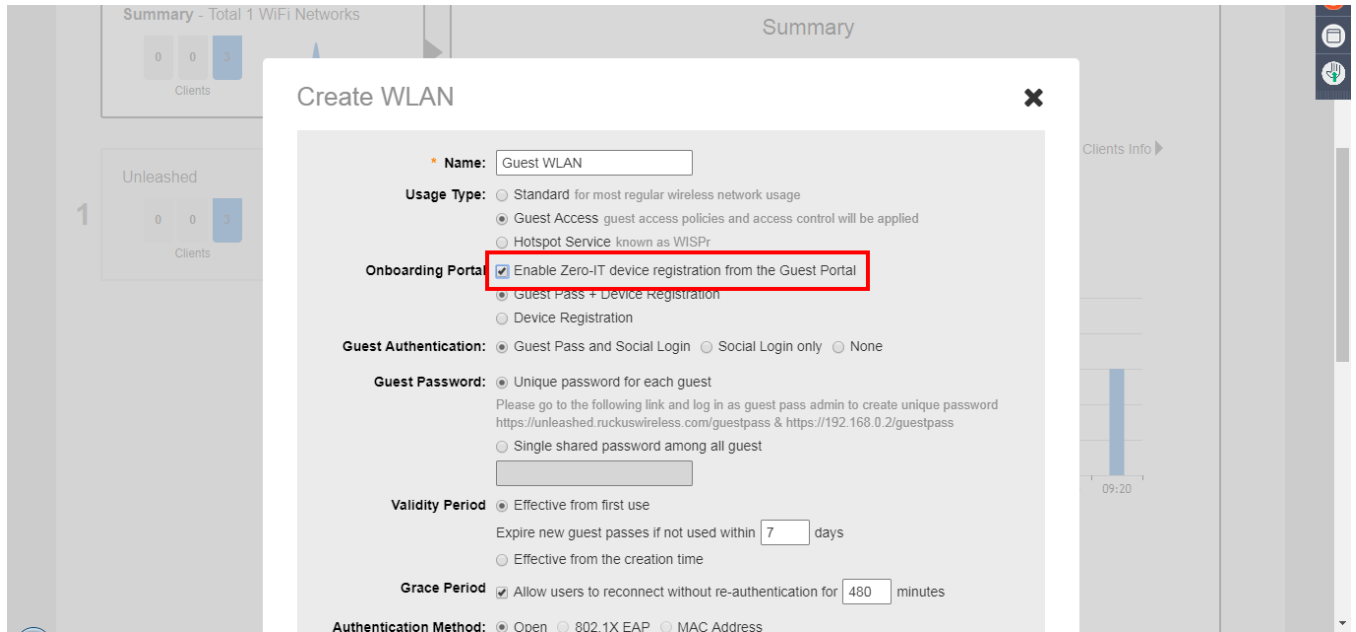 Summary - Total 1 WiFi Networks
Summary
0 0 3
Clients
Create WLAN
Clients Info
* Name: Guest WLAN
Usage Type: Standard for most regular wireless network usage
Guest Access guest access policies and access control will be applied
Hotspot Service known as WISPr
Unleashed
1
0 0 3
Clients
Onboarding Portal Enable Zero-IT device registration from the Guest Portal
Guest Pass + Device Registration
Device Registration
Guest Authentication: Guest Pass and Social Login Social Login only None
Guest Password: Unique password for each guest
Please go to the following link and log in as guest pass admin to create unique password
https://unleashed.ruckuswireless.com/guestpass & https://192.168.0.2/guestpass
Single shared password among all guest
09:20
Validity Period Effective from first use
Expire new guest passes if not used within 7 days
Effective from the creation time
Grace Period Allow users to reconnect without re-authentication for 480 minutes
Authentication Method: Open 802.1X EAP MAC Address